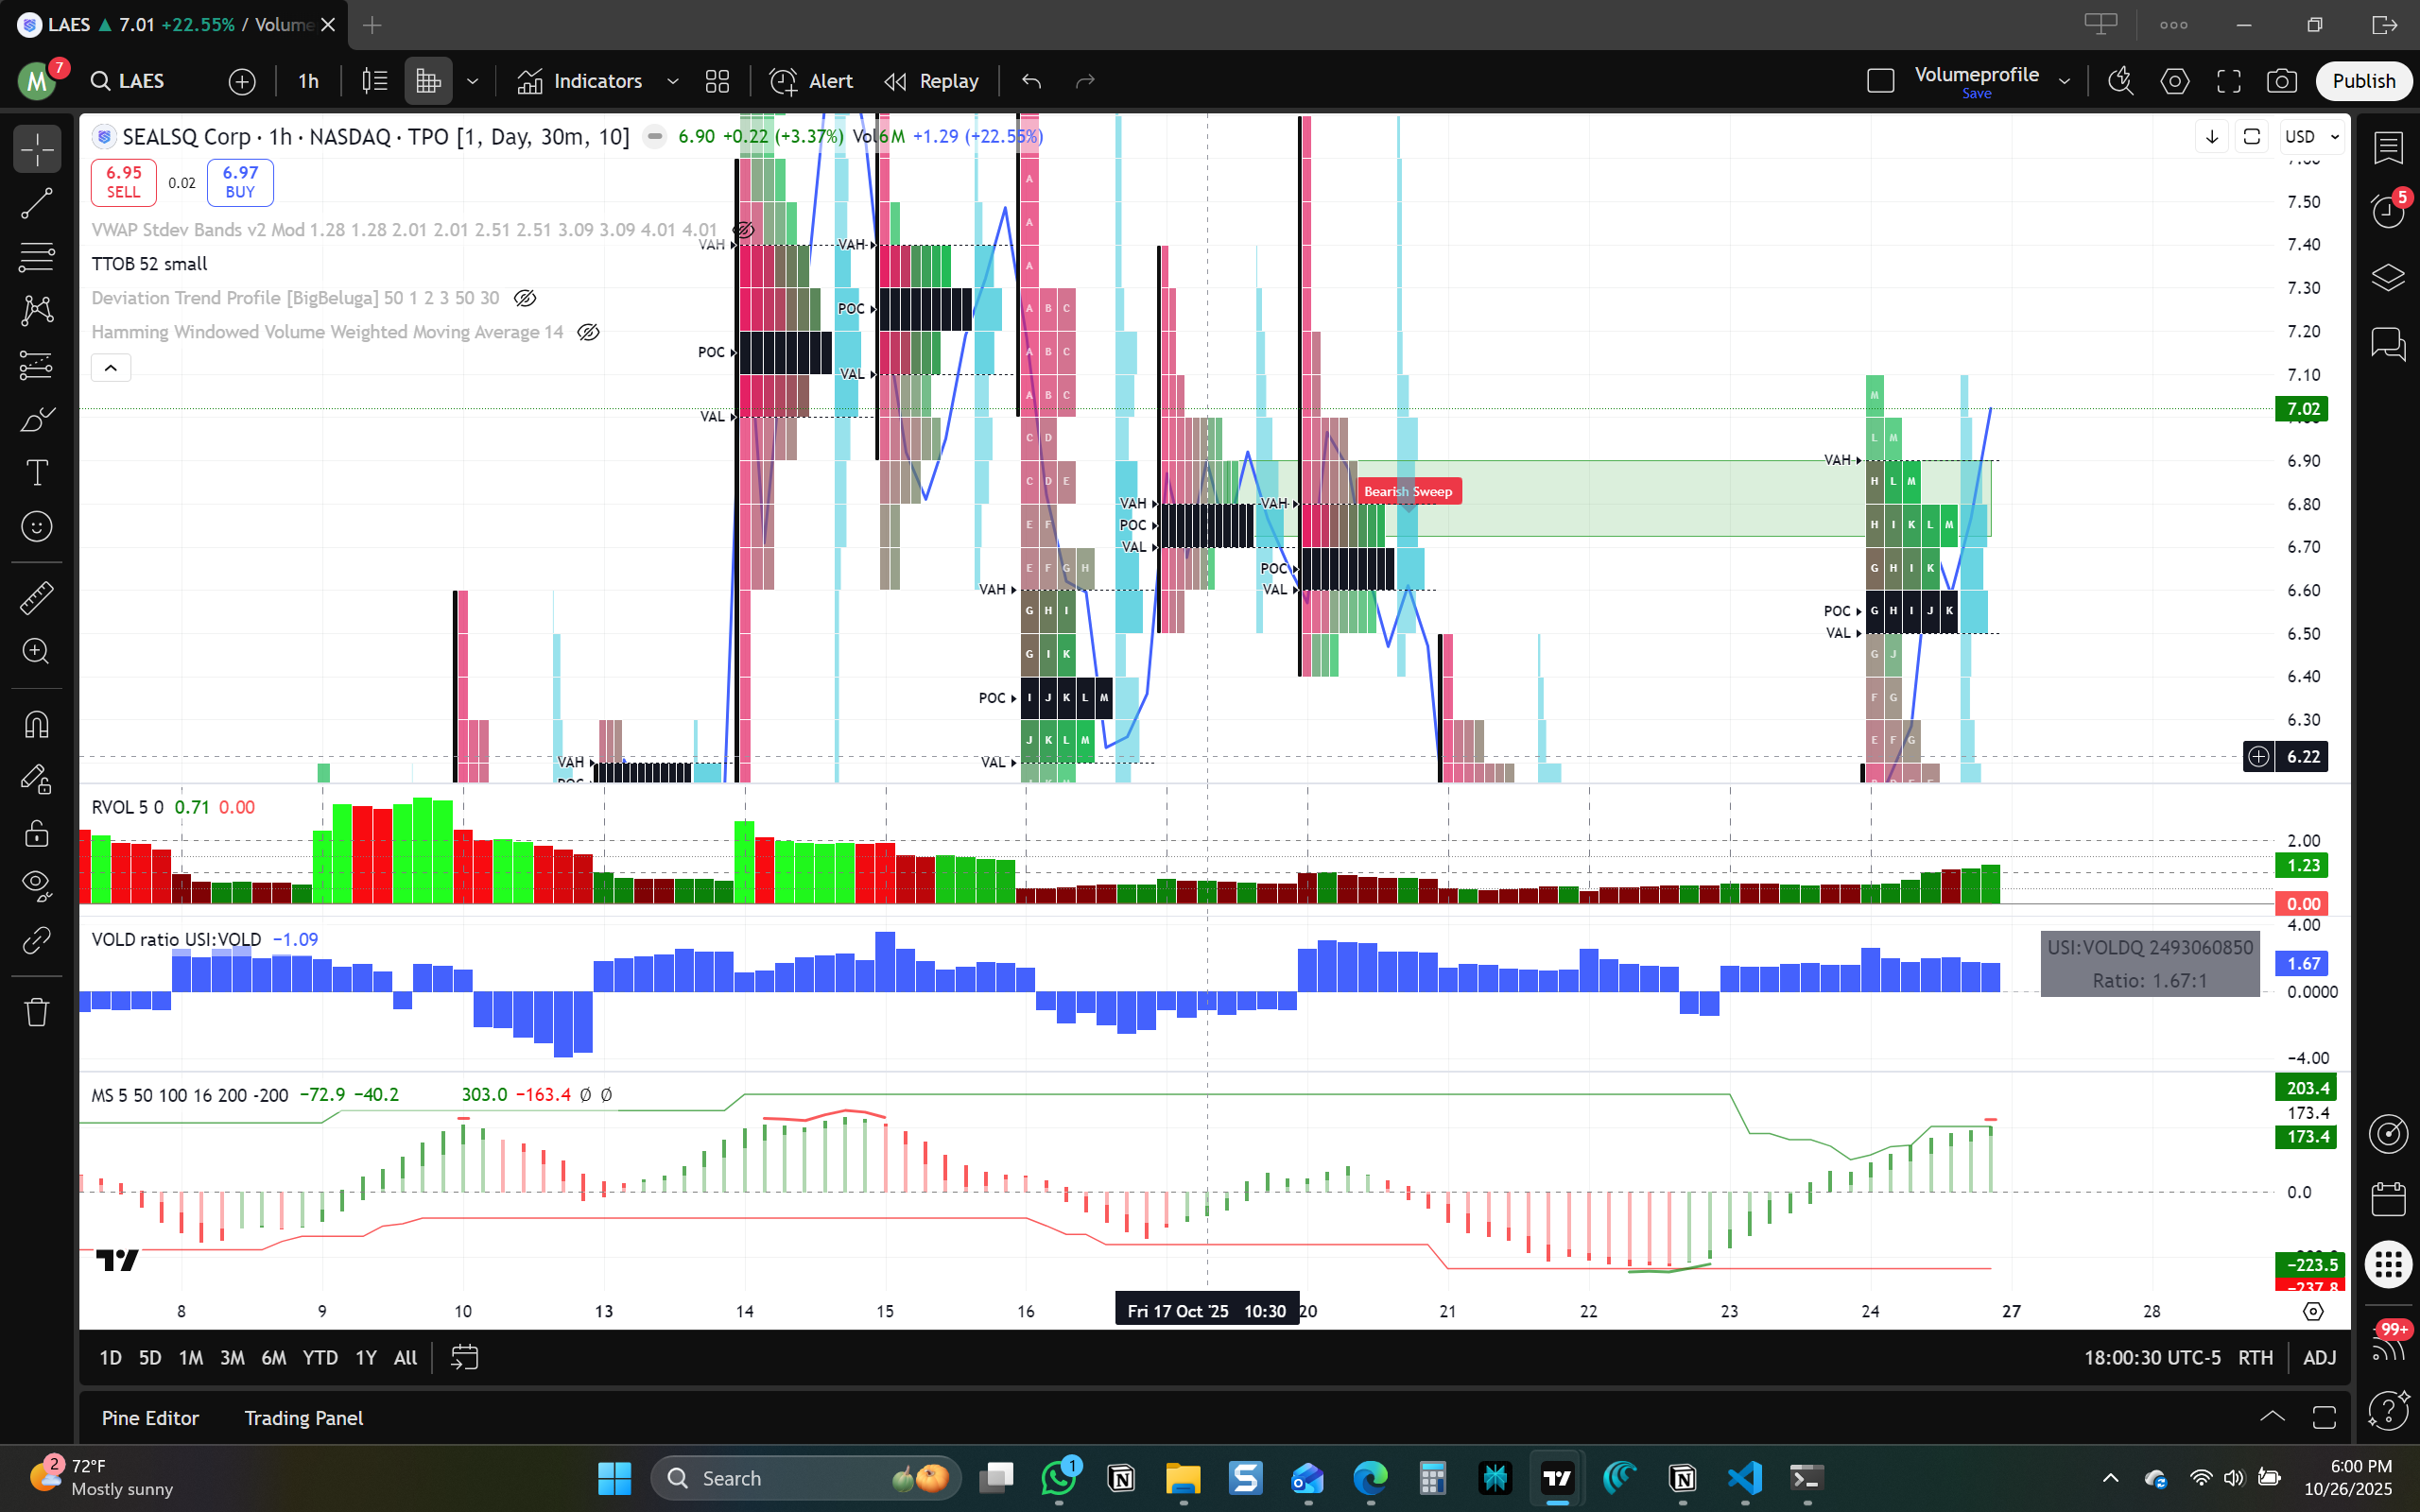 LAES ▲ 7.01 +22.55% / Volume
M 7 LAES 1h Indicators Alert Replay Volumeprofile Save Publish
SEALSQ Corp · 1h · NASDAQ · TPO [1, Day, 30m, 10] 6.90 +0.22 (+3.37%) Vol6M +1.29 (+22.55%)
USD
6.95 SELL 0.02 6.97 BUY
VWAP Stdev Bands v2 Mod 1.28 1.28 2.01 2.01 2.51 2.51 3.09 3.09 4.01 4.01
TTOB 52 small
Deviation Trend Profile [BigBeluga] 50 1 2 3 50 30
Hamming Windowed Volume Weighted Moving Average 14
VAH
POC
VAL
VAH
POC
VAL
A
A
A
A B C
A B C
A B C
C D
C D E
E F
E F G H
G H I
G I K
I J K L M
J K L M
VAH
POC
VAL
VAH
POC
VAL
VAH
POC
VAL
VAH
Bearish Sweep
M
L M
H L M
H I K L M
G H I K
G H I J K
G J
F G
E F G
VAH
POC
VAL
7.50
7.40
7.30
7.20
7.10
7.02
6.90
6.80
6.70
6.60
6.50
6.40
6.30
6.22
RVOL 5 0 0.71 0.00
2.00
1.23
0.00
VOLD ratio USI:VOLD −1.09
4.00
USI:VOLDQ 2493060850
Ratio: 1.67:1
1.67
0.0000
−4.00
MS 5 50 100 16 200 -200 −72.9 −40.2 303.0 −163.4 Ø Ø
203.4
173.4
173.4
0.0
−223.5
−237.8
8 9 10 13 14 15 16 Fri 17 Oct '25 10:30 20 21 22 23 24 27 28
1D 5D 1M 3M 6M YTD 1Y All 18:00:30 UTC-5 RTH ADJ
Pine Editor Trading Panel
5
99+
2 72°F
Mostly sunny
Search
1
6:00 PM
10/26/2025